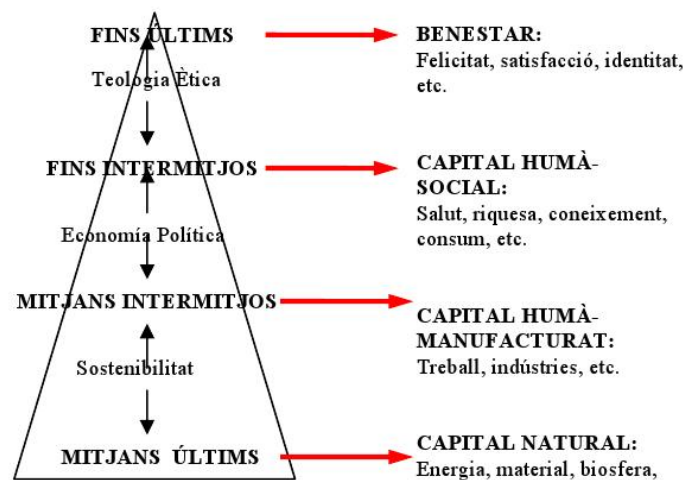 FINS ÚLTIMS
BENESTAR:
Felicitat, satisfacció, identitat,
etc.
Teologia Ètica
FINS INTERMITJOS
CAPITAL HUMÀ-
SOCIAL:
Salut, riquesa, coneixement,
consum, etc.
Economía Política
MITJANS INTERMITJOS
CAPITAL HUMÀ-
MANUFACTURAT:
Treball, indústries, etc.
Sostenibilitat
MITJANS ÚLTIMS
CAPITAL NATURAL:
Energia, material, biosfera,